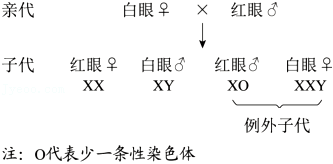 亲代 白眼♀ × 红眼♂
子代 红眼♀ 白眼♂ 红眼♂ 白眼♀
XX XY XO XXY
例外子代
注：O代表少一条性染色体